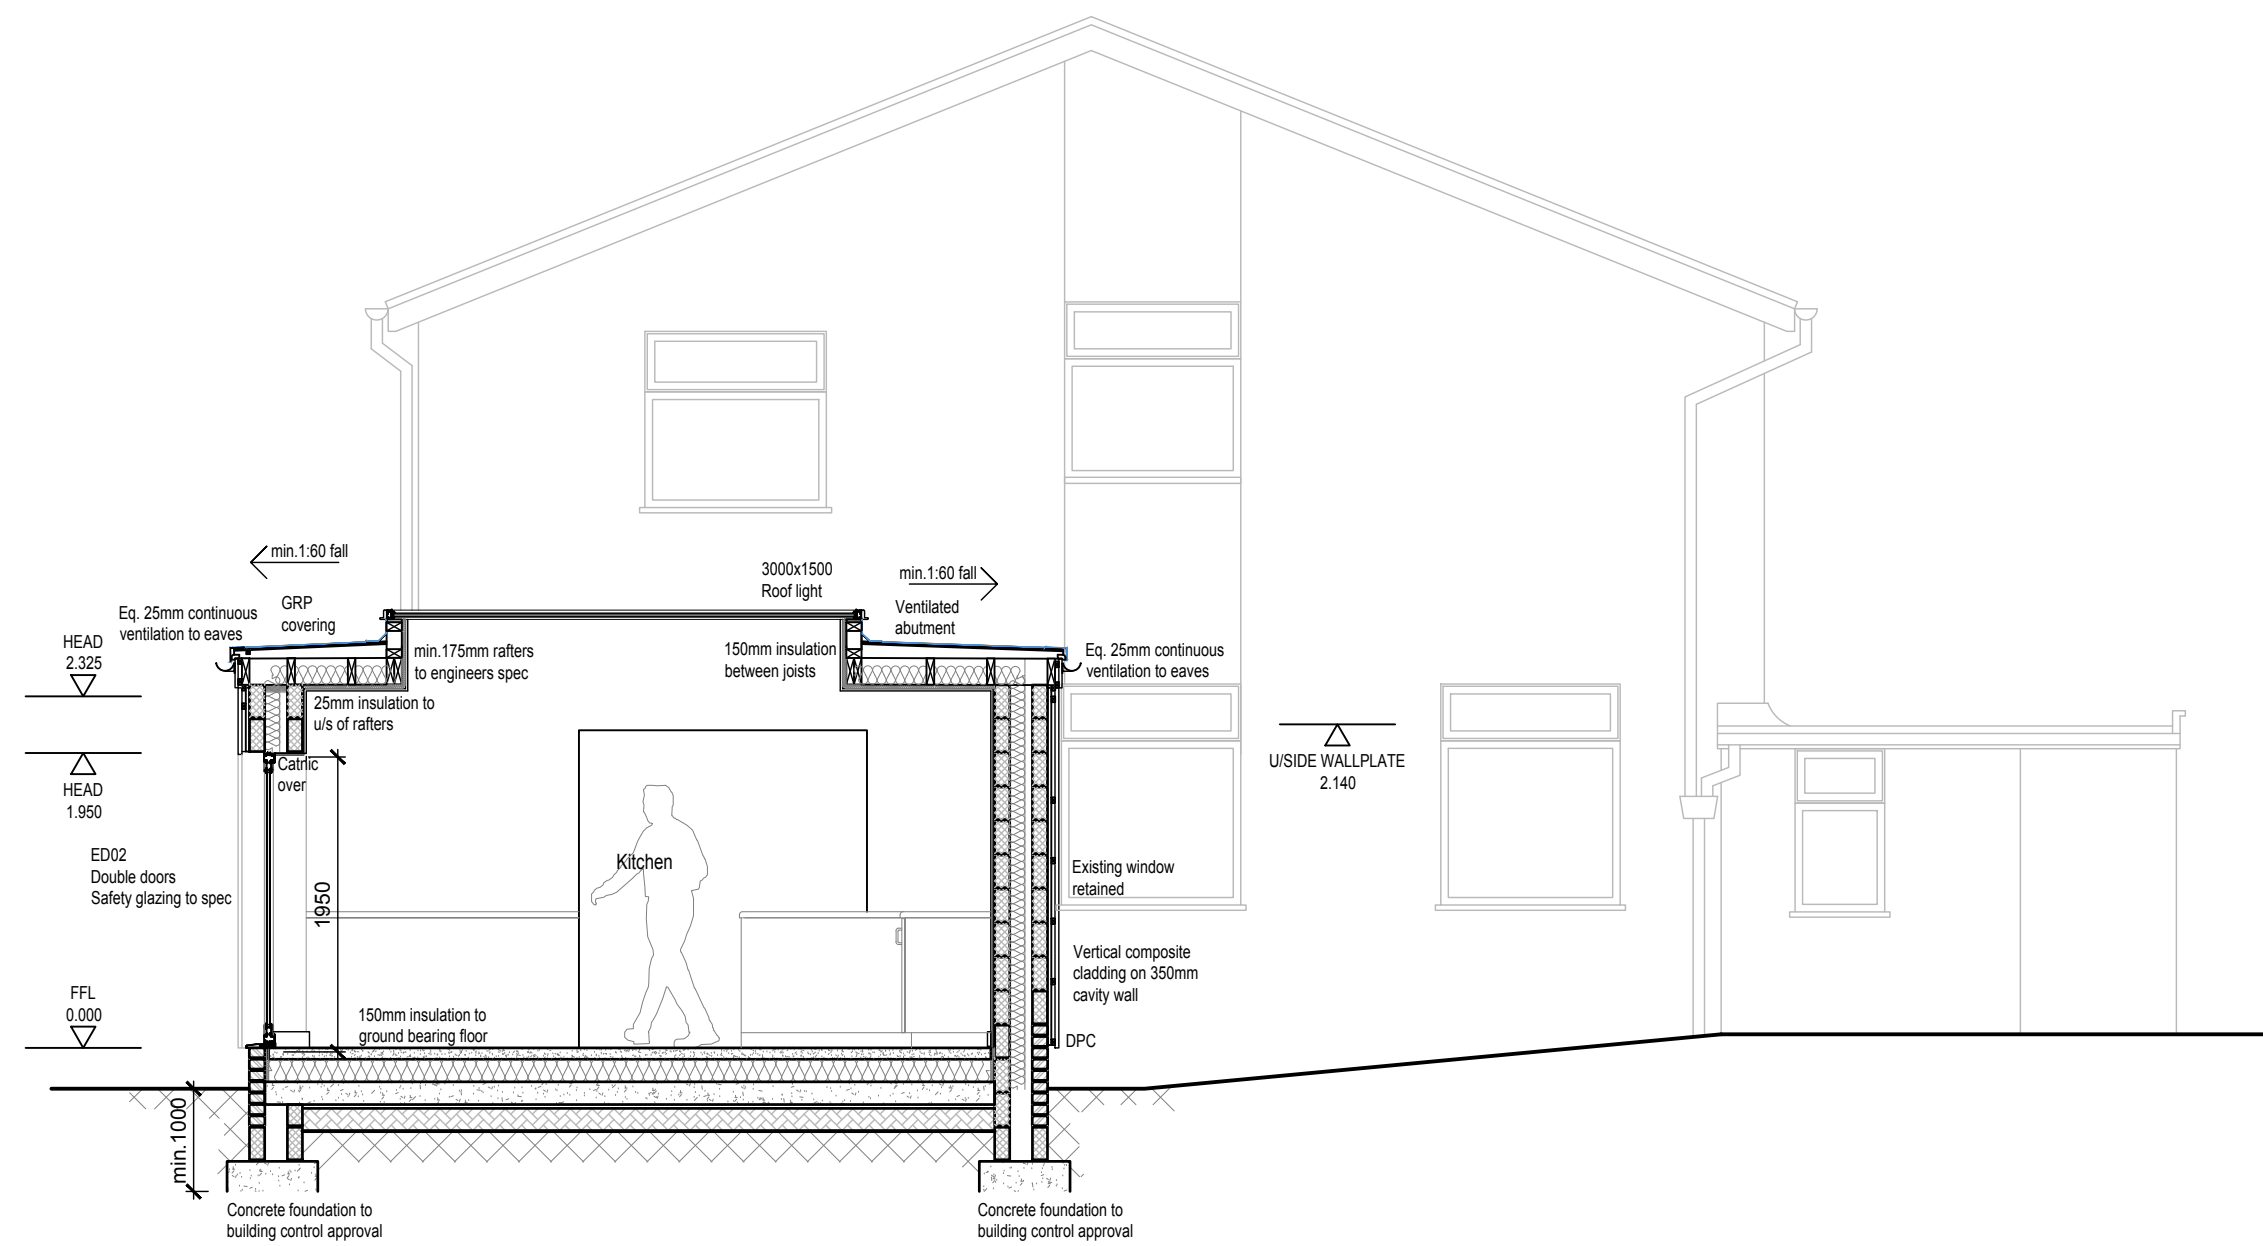 min.1:60 fall
3000x1500
Roof light
min.1:60 fall
Eq. 25mm continuous
ventilation to eaves
GRP
covering
Ventilated
abutment
HEAD
2.325
min.175mm rafters
to engineers spec
150mm insulation
between joists
Eq. 25mm continuous
ventilation to eaves
25mm insulation to
u/s of rafters
U/SIDE WALLPLATE
2.140
Catnic
over
HEAD
1.950
ED02
Double doors
Safety glazing to spec
1950
Kitchen
Existing window
retained
Vertical composite
cladding on 350mm
cavity wall
FFL
0.000
150mm insulation to
ground bearing floor
DPC
min.1000
Concrete foundation to
building control approval
Concrete foundation to
building control approval